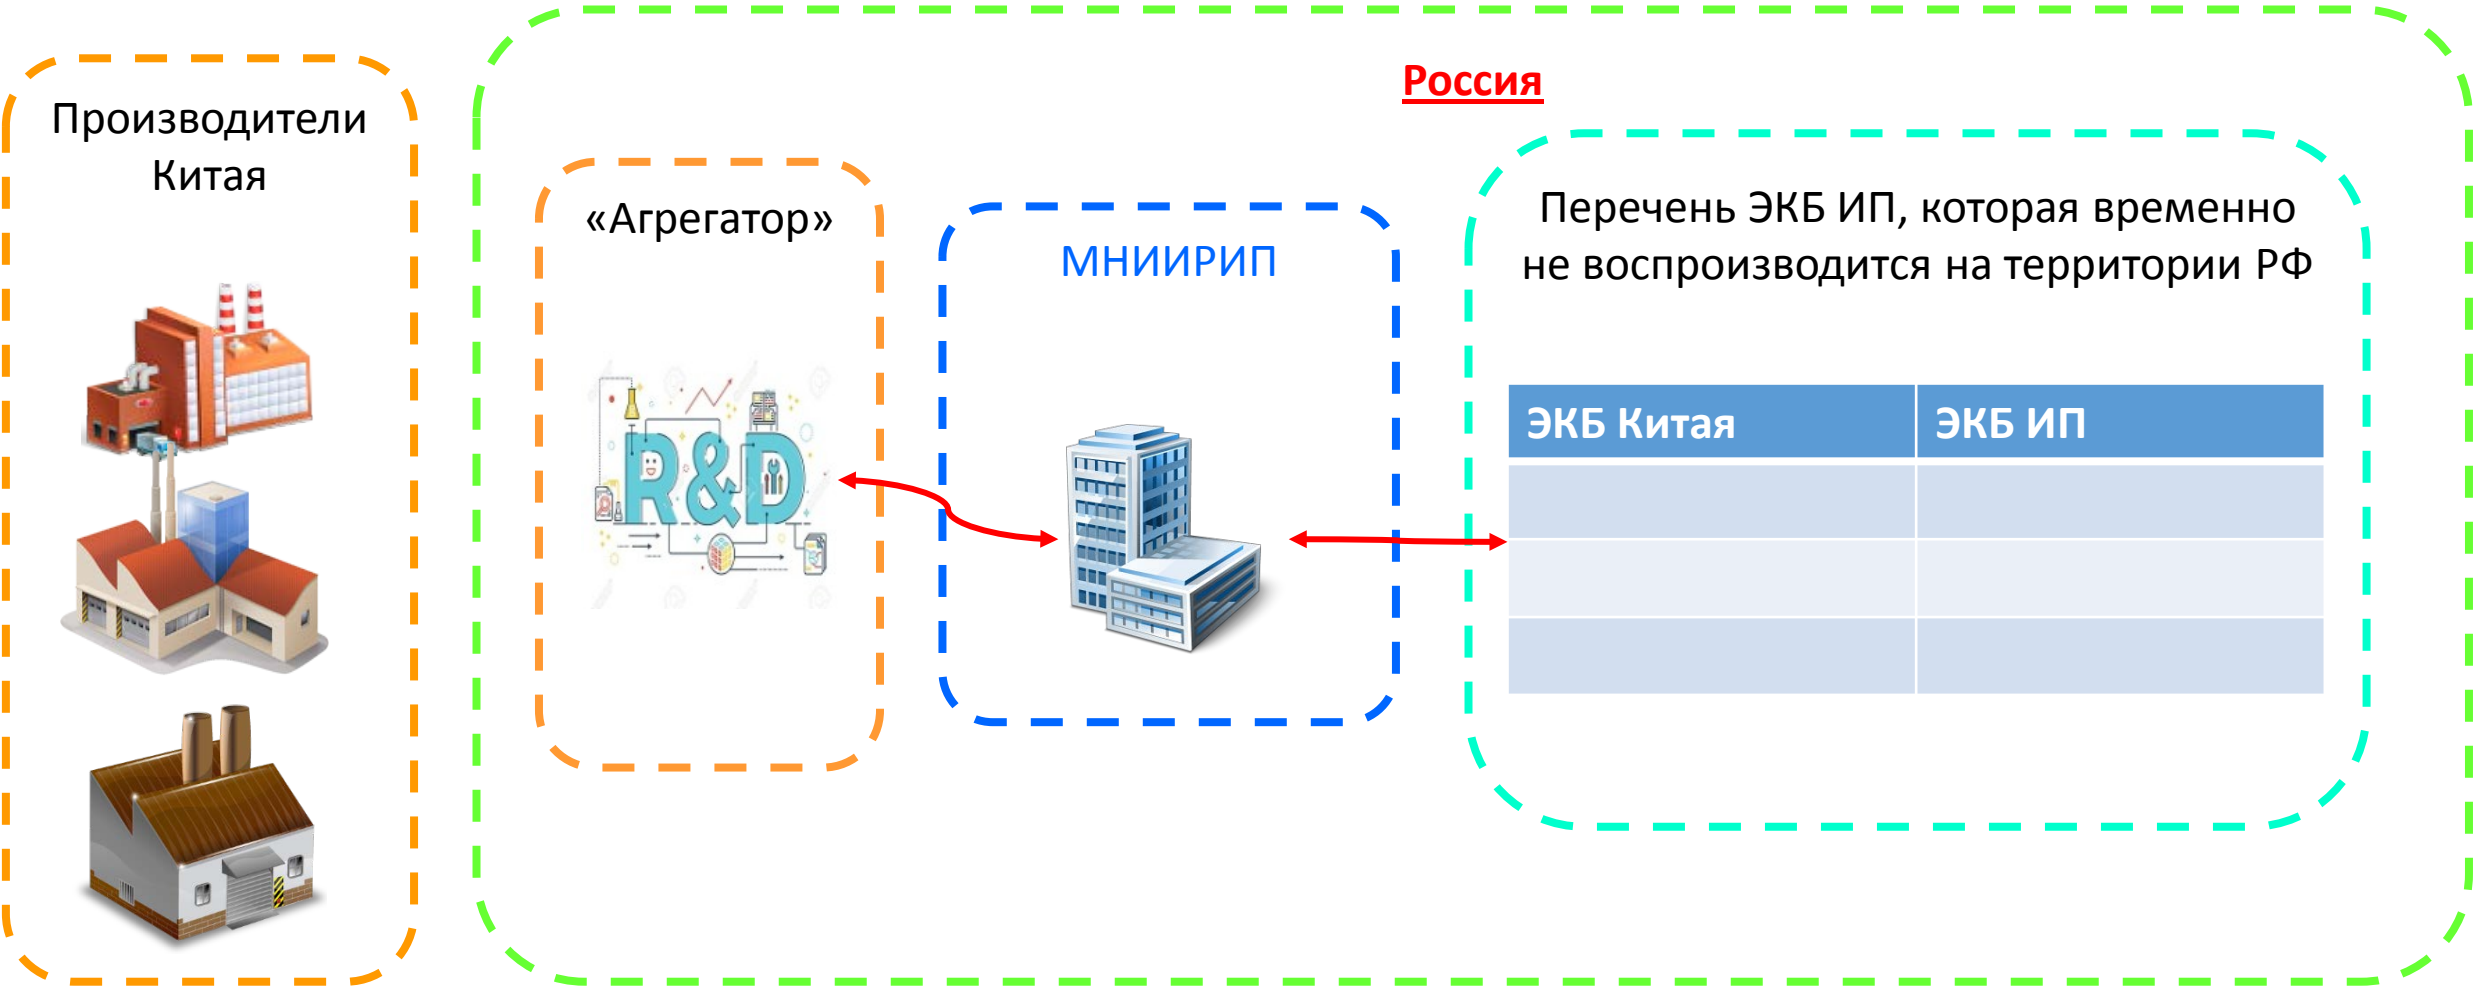 Россия
Производители
Китая
«Агрегатор»
R&D
МНИИРИП
Перечень ЭКБ ИП, которая временно
не воспроизводится на территории РФ
ЭКБ Китая
ЭКБ ИП